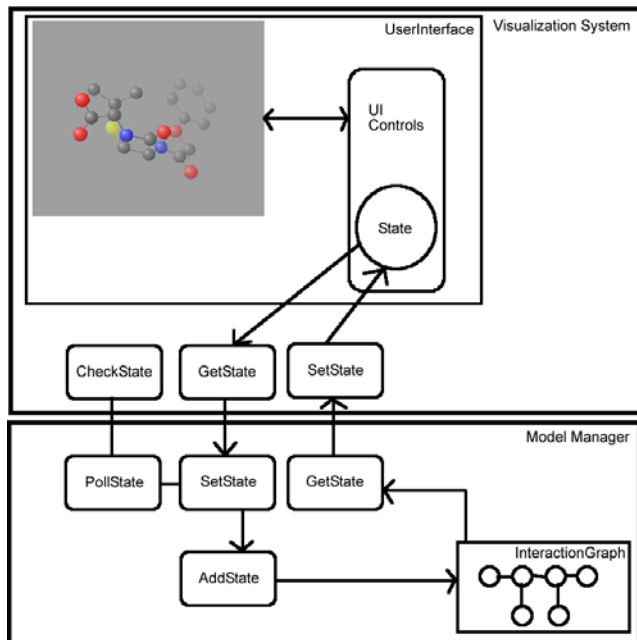 UserInterface
Visualization System
UI
Controls
State
CheckState
GetState
SetState
Model Manager
PollState
SetState
GetState
InteractionGraph
AddState